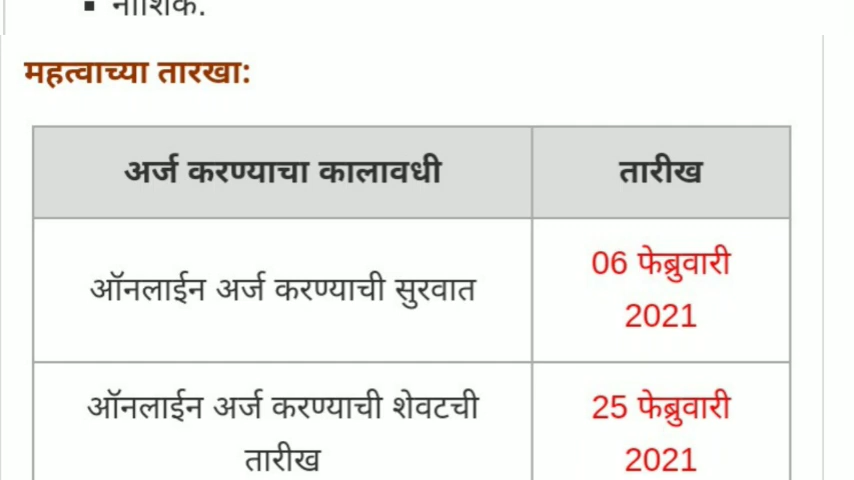 ▪ नाशिक.
महत्वाच्या तारखा:
अर्ज करण्याचा कालावधी
तारीख
ऑनलाईन अर्ज करण्याची सुरवात
06 फेब्रुवारी
2021
ऑनलाईन अर्ज करण्याची शेवटची
तारीख
25 फेब्रुवारी
2021